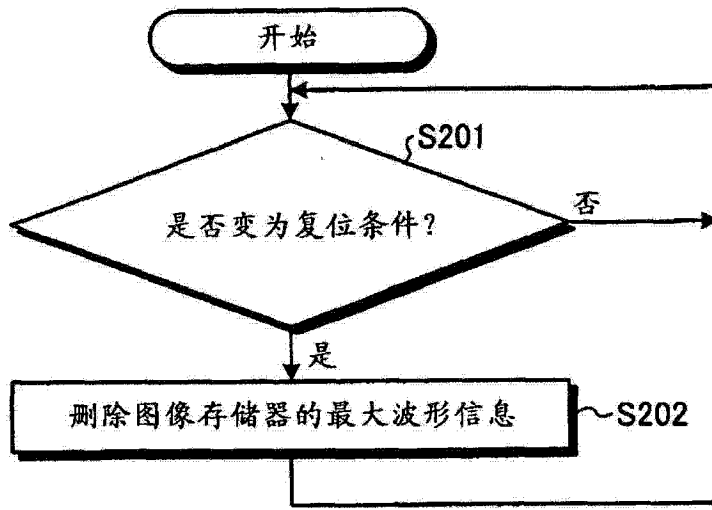 开始
S201
是否变为复位条件?
否
是
删除图像存储器的最大波形信息
S202